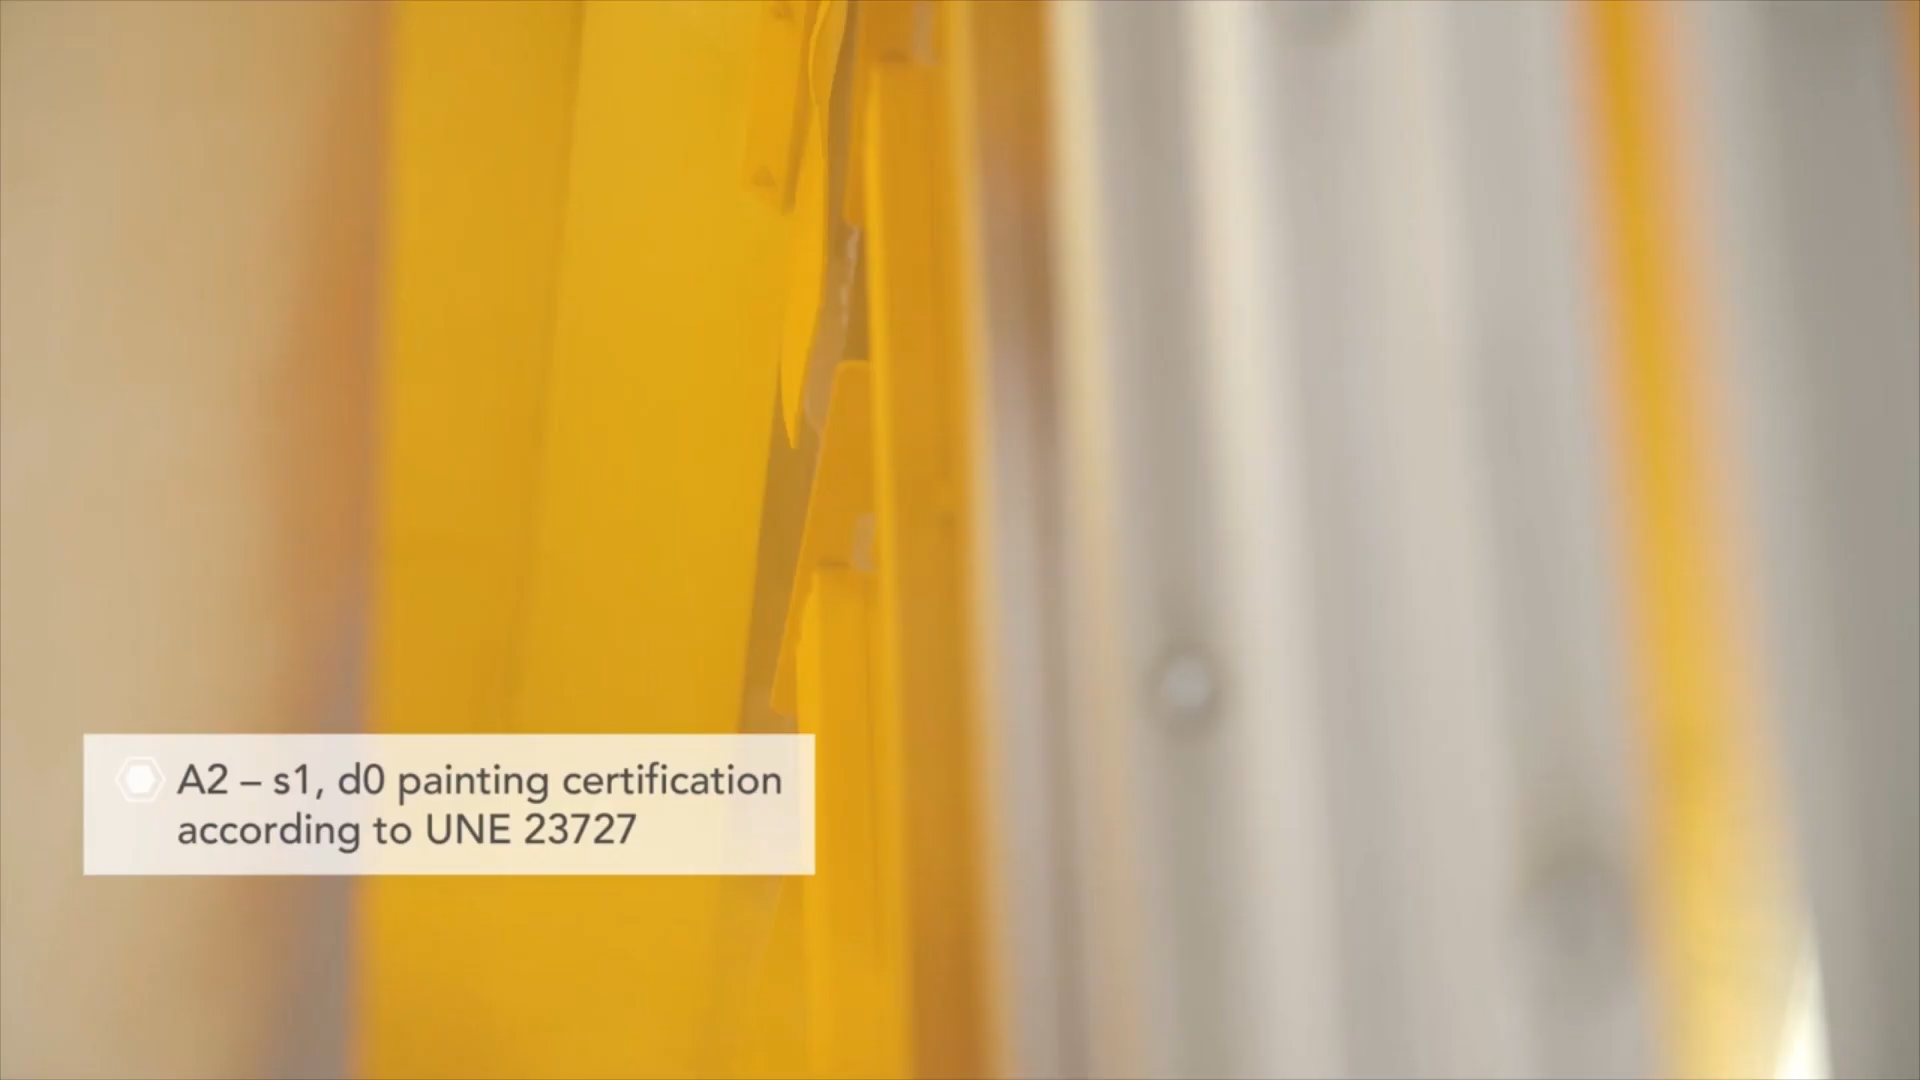 A2 – s1, d0 painting certification
according to UNE 23727